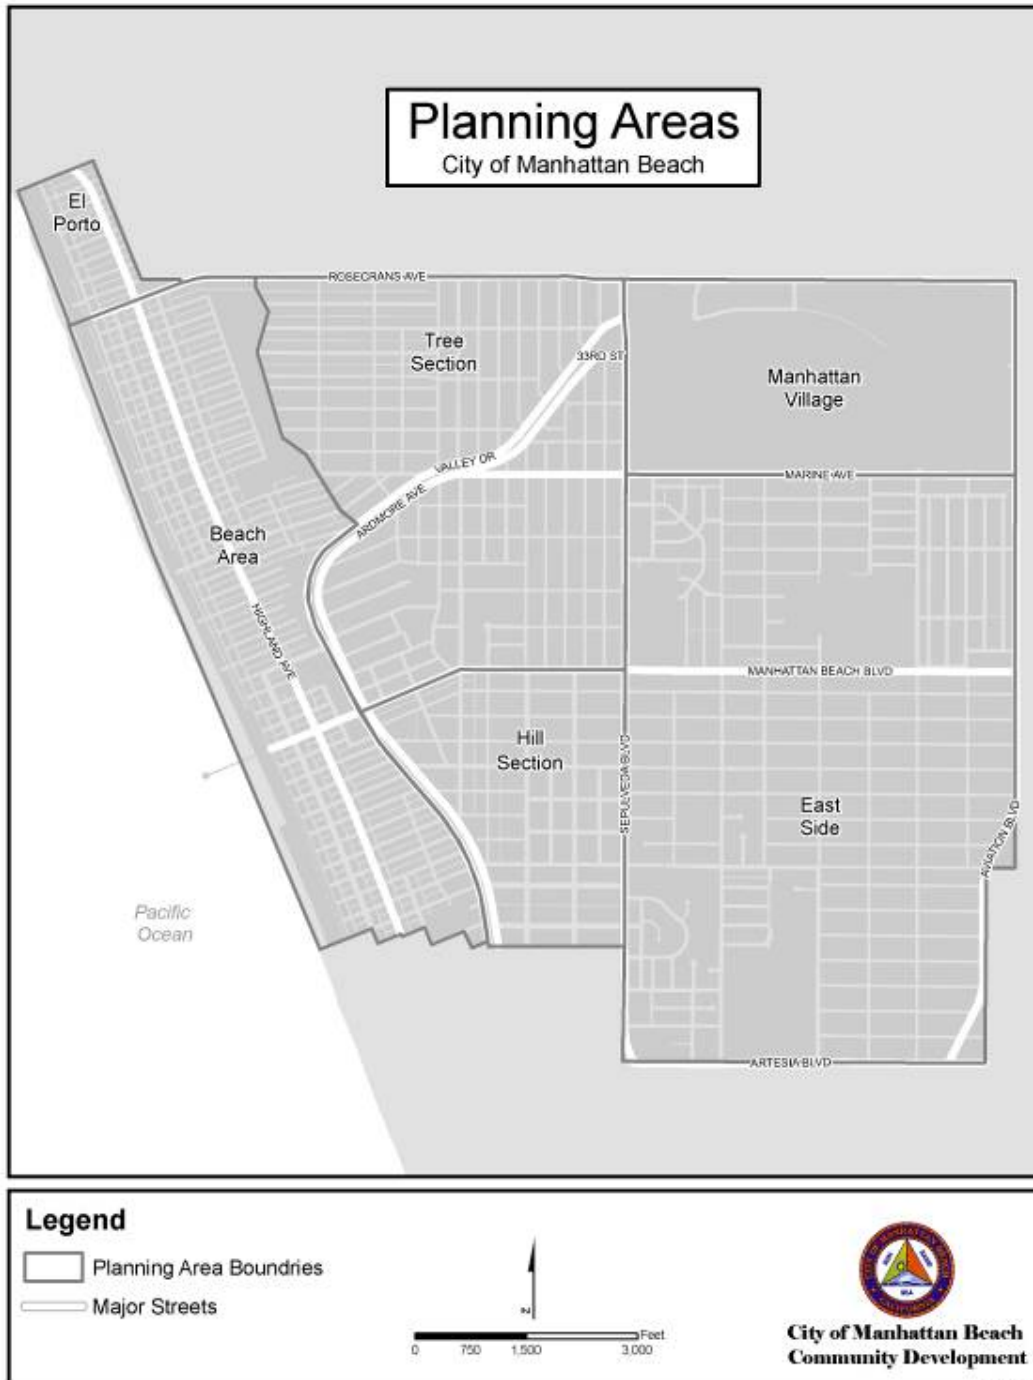 Planning Areas
City of Manhattan Beach
El
Porto
ROSECRANS AVE
Tree
Section
33RD ST
Manhattan
Village
VALLEY DR
MARINE AVE
ARDMORE AVE
Beach
Area
HIGHLAND AVE
MANHATTAN BEACH BLVD
Hill
Section
SEPULVEDA BLVD
East
Side
AVIATION BLVD
Pacific
Ocean
ARTESIA BLVD
Legend
Planning Area Boundries
Major Streets
z
Feet
0 750 1,500 3,000
City of Manhattan Beach
Community Development